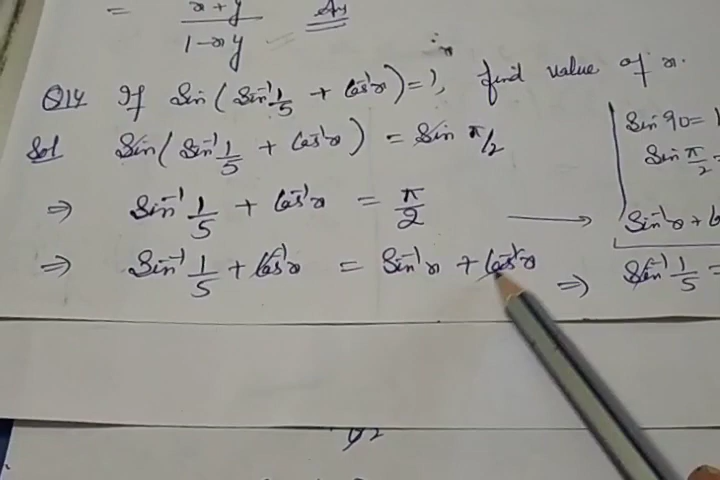 = x + y / 1 - xy Ans
Q14 If Sin(Sin⁻¹ 1/5 + Cos⁻¹x) = 1, find value of x.
Sol Sin(Sin⁻¹ 1/5 + Cos⁻¹x) = Sin π/2
Sin 90 = 1
Sin π/2 =
⇒ Sin⁻¹ 1/5 + Cos⁻¹x = π/2
Sin⁻¹x +
⇒ Sin⁻¹ 1/5 + Cos⁻¹x = Sin⁻¹x + Cos⁻¹x
⇒ Sin⁻¹ 1/5 =